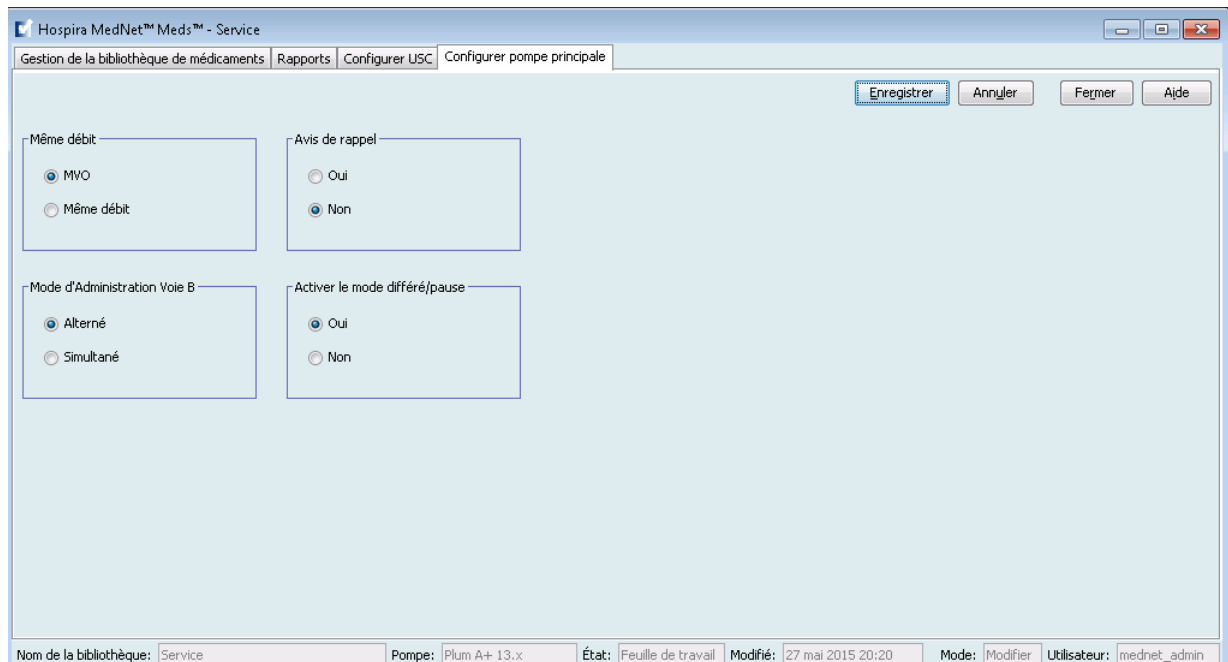 Hospira MedNet™ Meds™ - Service
Gestion de la bibliothèque de médicaments Rapports Configurer USC Configurer pompe principale
Enregistrer Annuler Fermer Aide
Même débit Avis de rappel
MVO Oui
Même débit Non
Mode d'Administration Voie B Activer le mode différé/pause
Alterné Oui
Simultané Non
Nom de la bibliothèque: Service Pompe: Plum A+ 13.x État: Feuille de travail Modifié: 27 mai 2015 20:20 Mode: Modifier Utilisateur: mednet_admin